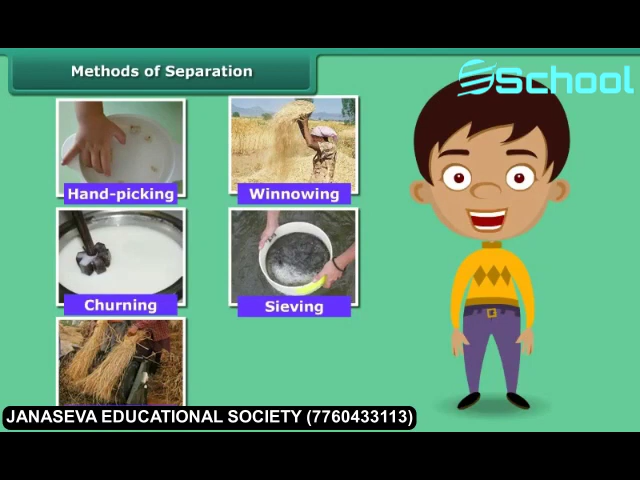 Methods of Separation
School
Hand-picking
Winnowing
Churning
Sieving
JANASEVA EDUCATIONAL SOCIETY (7760433113)